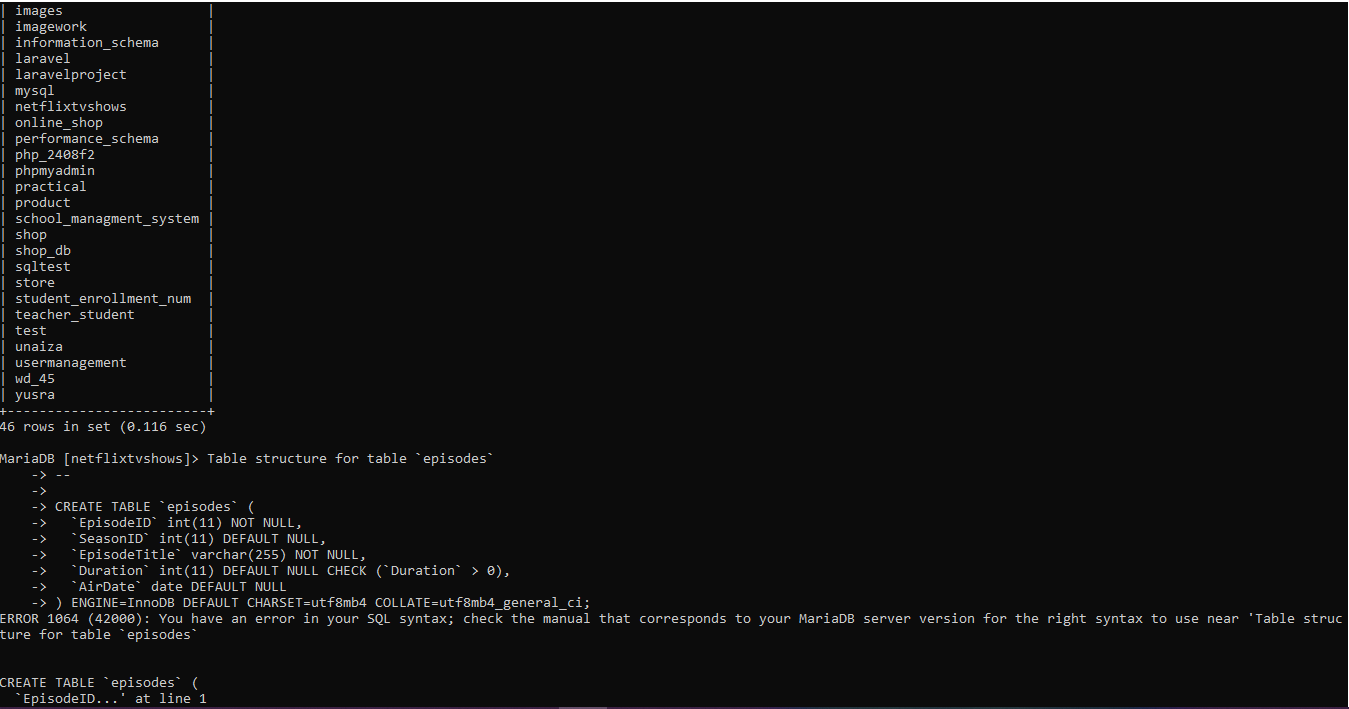 | images                  |
| imagework               |
| information_schema      |
| laravel                 |
| laravelproject          |
| mysql                   |
| netflixtvshows          |
| online_shop             |
| performance_schema      |
| php_2408f2              |
| phpmyadmin              |
| practical               |
| product                 |
| school_managment_system |
| shop                    |
| shop_db                 |
| sqltest                 |
| store                   |
| student_enrollment_num  |
| teacher_student         |
| test                    |
| unaiza                  |
| usermanagement          |
| wd_45                   |
| yusra                   |
+-------------------------+
46 rows in set (0.116 sec)

MariaDB [netflixtvshows]> Table structure for table `episodes`
    -> --
    ->
    -> CREATE TABLE `episodes` (
    ->   `EpisodeID` int(11) NOT NULL,
    ->   `SeasonID` int(11) DEFAULT NULL,
    ->   `EpisodeTitle` varchar(255) NOT NULL,
    ->   `Duration` int(11) DEFAULT NULL CHECK (`Duration` > 0),
    ->   `AirDate` date DEFAULT NULL
    -> ) ENGINE=InnoDB DEFAULT CHARSET=utf8mb4 COLLATE=utf8mb4_general_ci;
ERROR 1064 (42000): You have an error in your SQL syntax; check the manual that corresponds to your MariaDB server version for the right syntax to use near 'Table struc
ture for table `episodes`


CREATE TABLE `episodes` (
  `EpisodeID...' at line 1